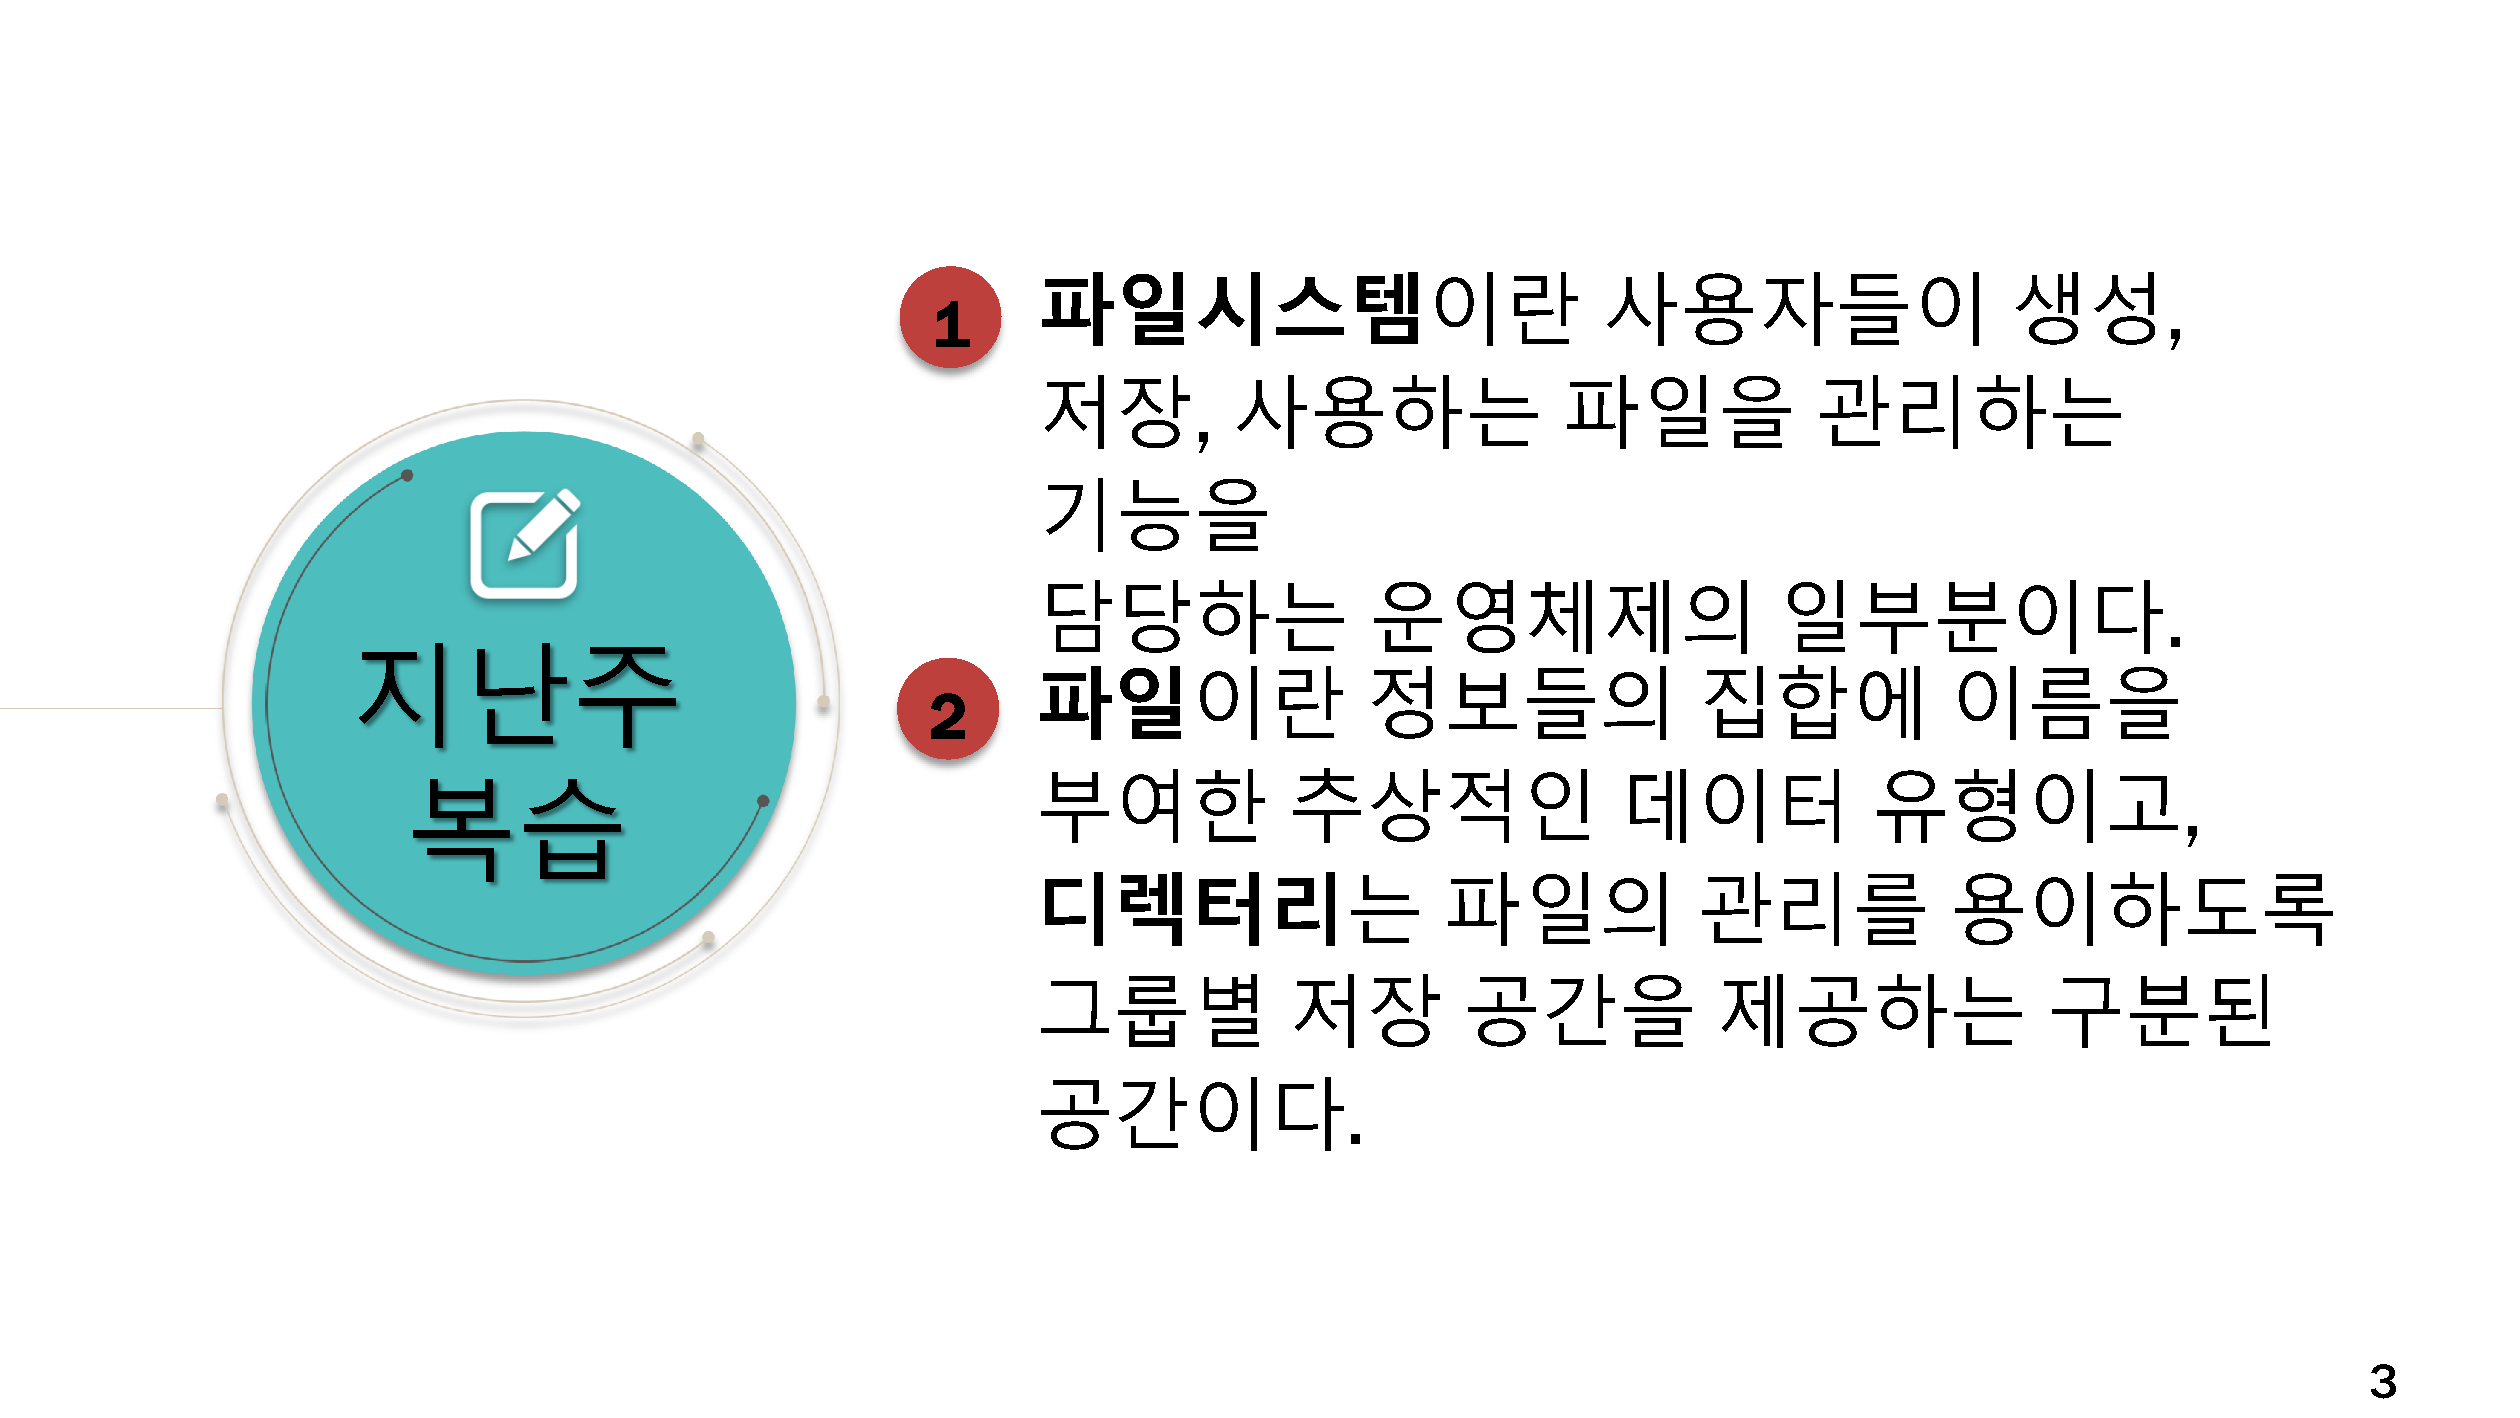 지난주
복습
1
파일시스템이란 사용자들이 생성,
저장, 사용하는 파일을 관리하는
기능을
담당하는 운영체제의 일부분이다.
2
파일이란 정보들의 집합에 이름을
부여한 추상적인 데이터 유형이고,
디렉터리는 파일의 관리를 용이하도록
그룹별 저장 공간을 제공하는 구분된
공간이다.
3